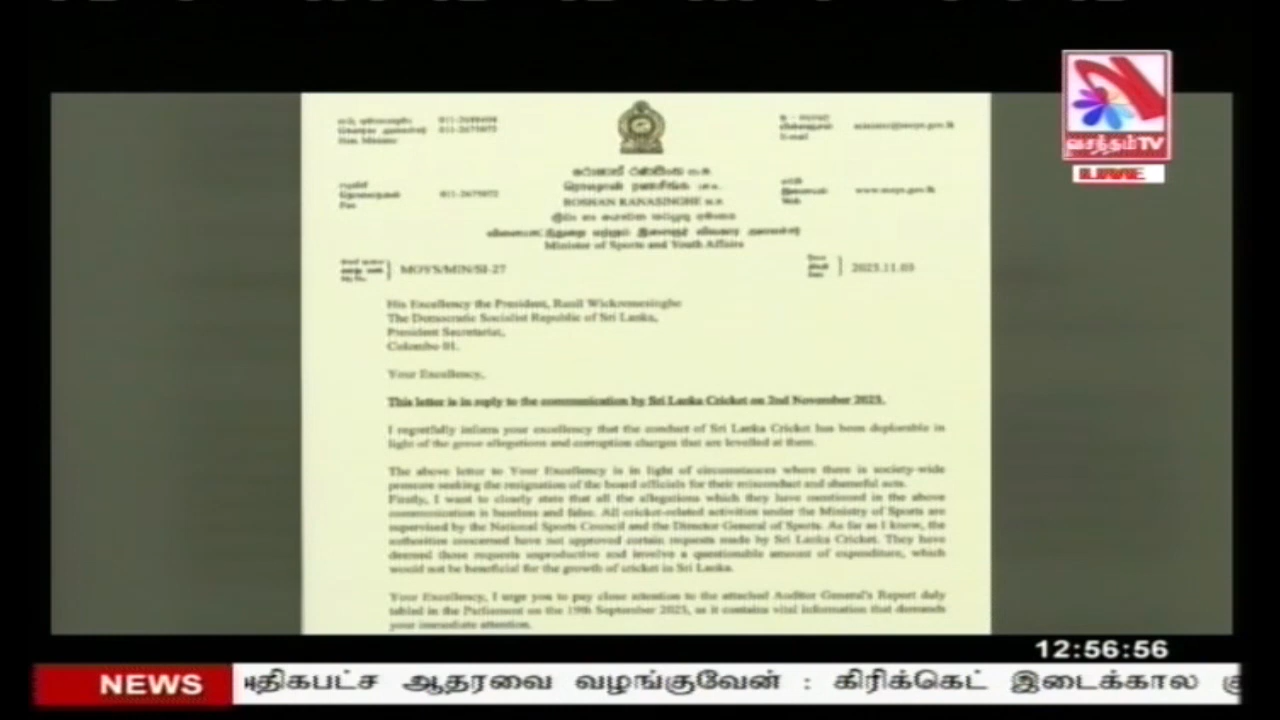 வசந்தம்TV
LIVE
011-2675072
ROSHAN RANASINGHE M.P.
Minister of Sports and Youth Affairs
MOYS/MIN/SI-27
2023.11.03
His Excellency the President, Ranil Wickremesinghe
The Democratic Socialist Republic of Sri Lanka,
President Secretariat,
Colombo 01.
Your Excellency,
This letter is in reply to the communication by Sri Lanka Cricket on 2nd November 2023.
I regretfully inform your excellency that the conduct of Sri Lanka Cricket has been deplorable in
light of the grove allegations and corruption charges that are levelled at them.
The above letter to Your Excellency is in light of circumstances where there is society-wide
pressure seeking the resignation of the board officials for their misconduct and shameful acts.
Firstly, I want to clearly state that all the allegations which they have mentioned in the above
communication is baseless and false. All cricket-related activities under the Ministry of Sports are
supervised by the National Sports Council and the Director General of Sports. As far as I know, the
authorities concerned have not approved certain requests made by Sri Lanka Cricket. They have
deemed those requests unproductive and involve a questionable amount of expenditure, which
would not be beneficial for the growth of cricket in Sri Lanka.
Your Excellency, I urge you to pay close attention to the attached Auditor General's Report duly
tabled in the Parliament on the 19th September 2023, as it contains vital information that demands
your immediate attention.
12:56:56
NEWS திகபட்ச ஆதரவை வழங்குவேன் : கிரிக்கெட் இடைக்கால